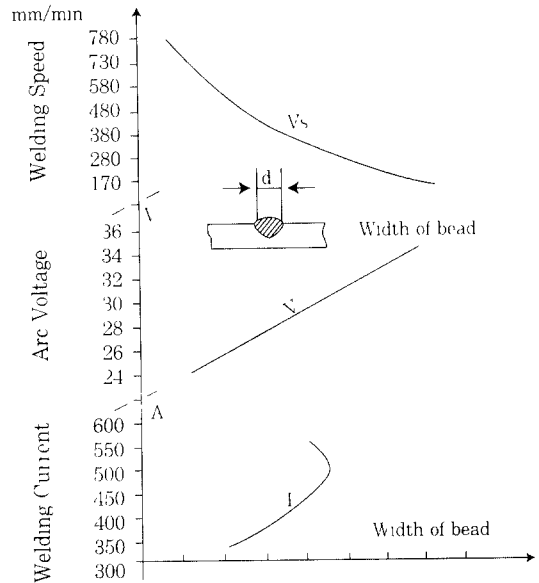 mm/min
Welding Speed
780
730
580
480
380
280
170
Vs
d
Width of bead
Arc Voltage
36
34
32
30
28
26
24
V
A
Welding Current
600
550
500
450
400
350
300
I
Width of bead